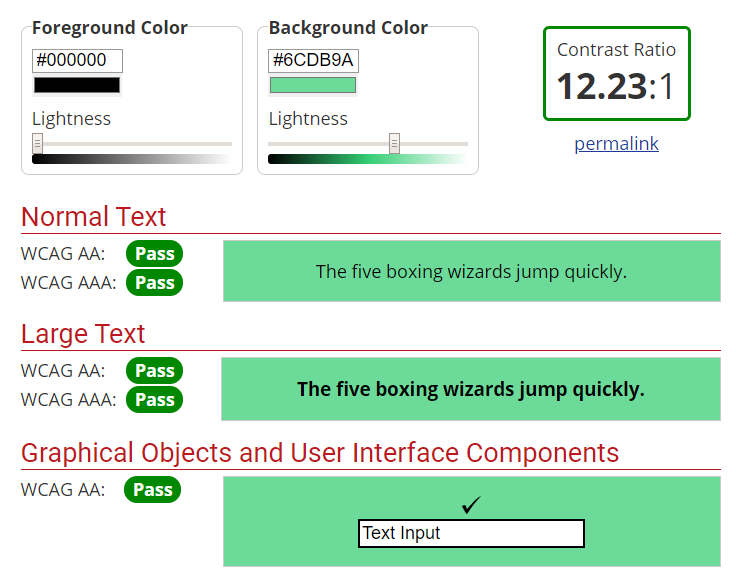 Foreground Color
#000000
Lightness
Background Color
#6CDB9A
Lightness
Contrast Ratio
12.23:1
permalink
Normal Text
WCAG AA: Pass
WCAG AAA: Pass
The five boxing wizards jump quickly.
Large Text
WCAG AA: Pass
WCAG AAA: Pass
The five boxing wizards jump quickly.
Graphical Objects and User Interface Components
WCAG AA: Pass
✓
Text Input